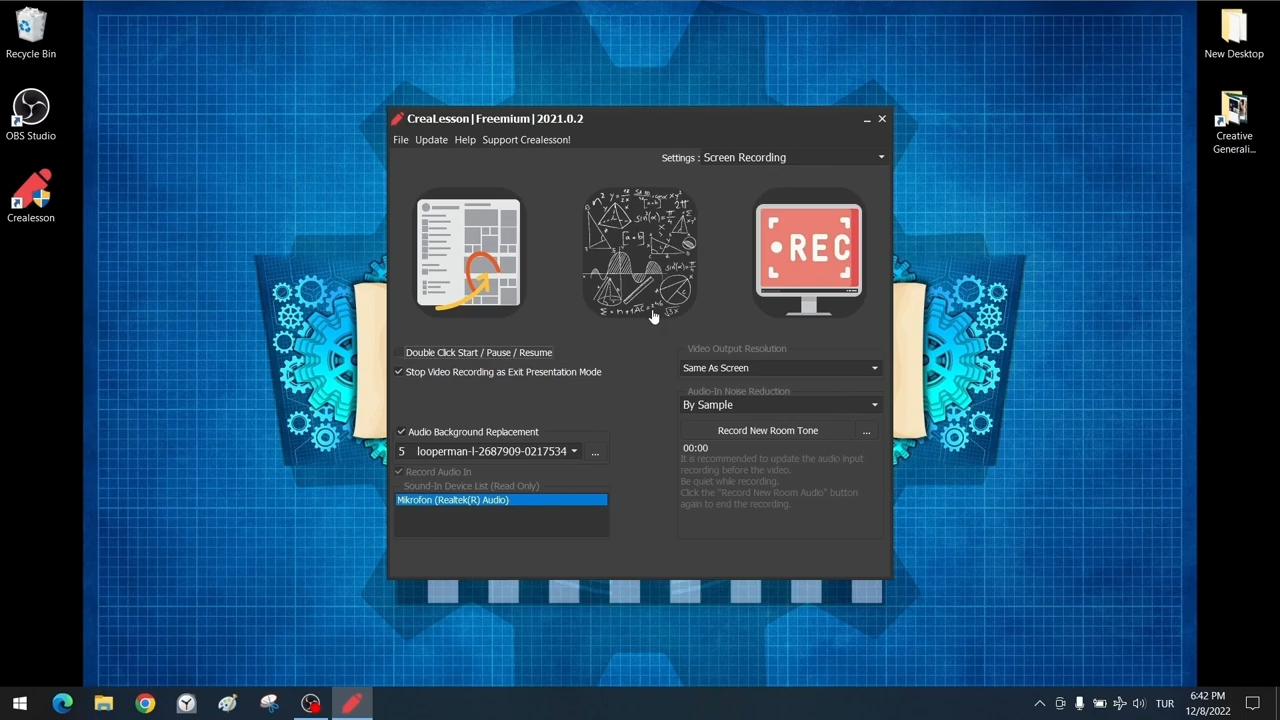 Recycle Bin
OBS Studio
Crealesson
New Desktop
Creative
Generali...
CreaLesson|Freemium|2021.0.2
File Update Help Support Crealesson!
Settings : Screen Recording
REC
Double Click Start / Pause / Resume
Stop Video Recording as Exit Presentation Mode
Audio Background Replacement
5 looperman-l-2687909-0217534
...
Record Audio In
Sound-In Device List (Read Only)
Mikrofon (Realtek(R) Audio)
Video Output Resolution
Same As Screen
Audio-In Noise Reduction
By Sample
Record New Room Tone
...
00:00
It is recommended to update the audio input
recording before the video.
Be quiet while recording.
Click the "Record New Room Audio" button
again to end the recording.
TUR
6:42 PM
12/8/2022